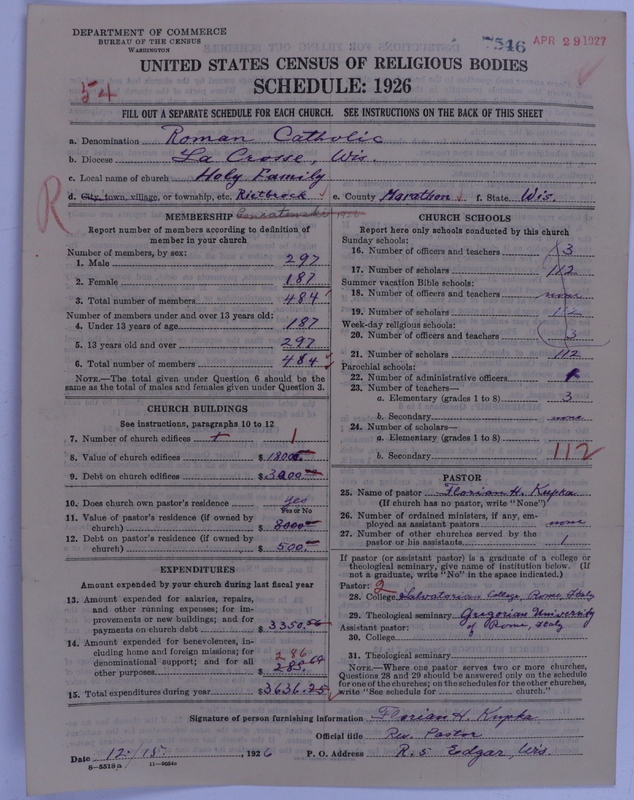 DEPARTMENT OF COMMERCE
BUREAU OF THE CENSUS
WASHINGTON
7546 APR 29 1927
UNITED STATES CENSUS OF RELIGIOUS BODIES
SCHEDULE: 1926
54
FILL OUT A SEPARATE SCHEDULE FOR EACH CHURCH. SEE INSTRUCTIONS ON THE BACK OF THIS SHEET
a. Denomination Roman Catholic
b. Diocese La Crosse, Wis.
c. Local name of church Holy Family
d. City, town, village, or township, etc. Rietbrock e. County Marathon f. State Wis.
R
MEMBERSHIP
Report number of members according to definition of
member in your church
Number of members, by sex:
1. Male 297
2. Female 187
3. Total number of members 484
Number of members under and over 13 years old:
4. Under 13 years of age 187
5. 13 years old and over 297
6. Total number of members 484
NOTE.—The total given under Question 6 should be the
same as the total of males and females given under Question 3.
CHURCH BUILDINGS
See instructions, paragraphs 10 to 12
7. Number of church edifices 1
8. Value of church edifices $18000
9. Debt on church edifices $3000
10. Does church own pastor's residence yes
Yes or No
11. Value of pastor's residence (if owned by
church) $8000
12. Debt on pastor's residence (if owned by
church) $500
EXPENDITURES
Amount expended by your church during last fiscal year
13. Amount expended for salaries, repairs,
and other running expenses; for im-
provements or new buildings; and for
payments on church debt $3350.56
14. Amount expended for benevolences, in-
cluding home and foreign missions; for
denominational support; and for all
286
other purposes $285.69
15. Total expenditures during year $3636.25
CHURCH SCHOOLS
Report here only schools conducted by this church
Sunday schools:
16. Number of officers and teachers 3
17. Number of scholars 112
Summer vacation Bible schools:
18. Number of officers and teachers none
19. Number of scholars 112
Week-day religious schools:
20. Number of officers and teachers 3
21. Number of scholars 112
Parochial schools:
22. Number of administrative officers
23. Number of teachers—
a. Elementary (grades 1 to 8) 3
b. Secondary none
24. Number of scholars—
a. Elementary (grades 1 to 8)
b. Secondary 112
PASTOR
25. Name of pastor Florian H. Kupka
(If church has no pastor, write "None")
26. Number of ordained ministers, if any, em-
ployed as assistant pastors none
27. Number of other churches served by the
pastor or his assistants 1
If pastor (or assistant pastor) is a graduate of a college or
theological seminary, give name of institution below. (If
not a graduate, write "No" in the space indicated.)
Pastor: 2
28. College Salvatorian College, Rome, Italy
29. Theological seminary Gregorian University
Assistant pastor: of Rome, Italy
30. College
31. Theological seminary
NOTE.—Where one pastor serves two or more churches,
Questions 28 and 29 should be answered only on the schedule
for one of the churches; on the schedules for the other churches,
write "See schedule for church."
Signature of person furnishing information Florian H. Kupka
Official title Rev. Pastor
Date 12/15. 1926 P. O. Address R. 5 Edgar, Wis.
8—5518a 11—9024a